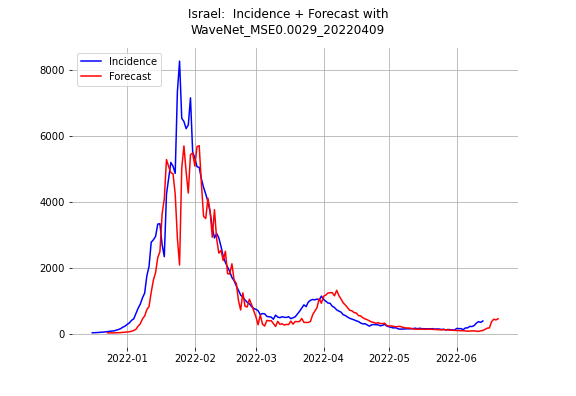 Israel:  Incidence + Forecast with
WaveNet_MSE0.0029_20220409
Incidence
Forecast
8000
6000
4000
2000
0
2022-01 2022-02 2022-03 2022-04 2022-05 2022-06